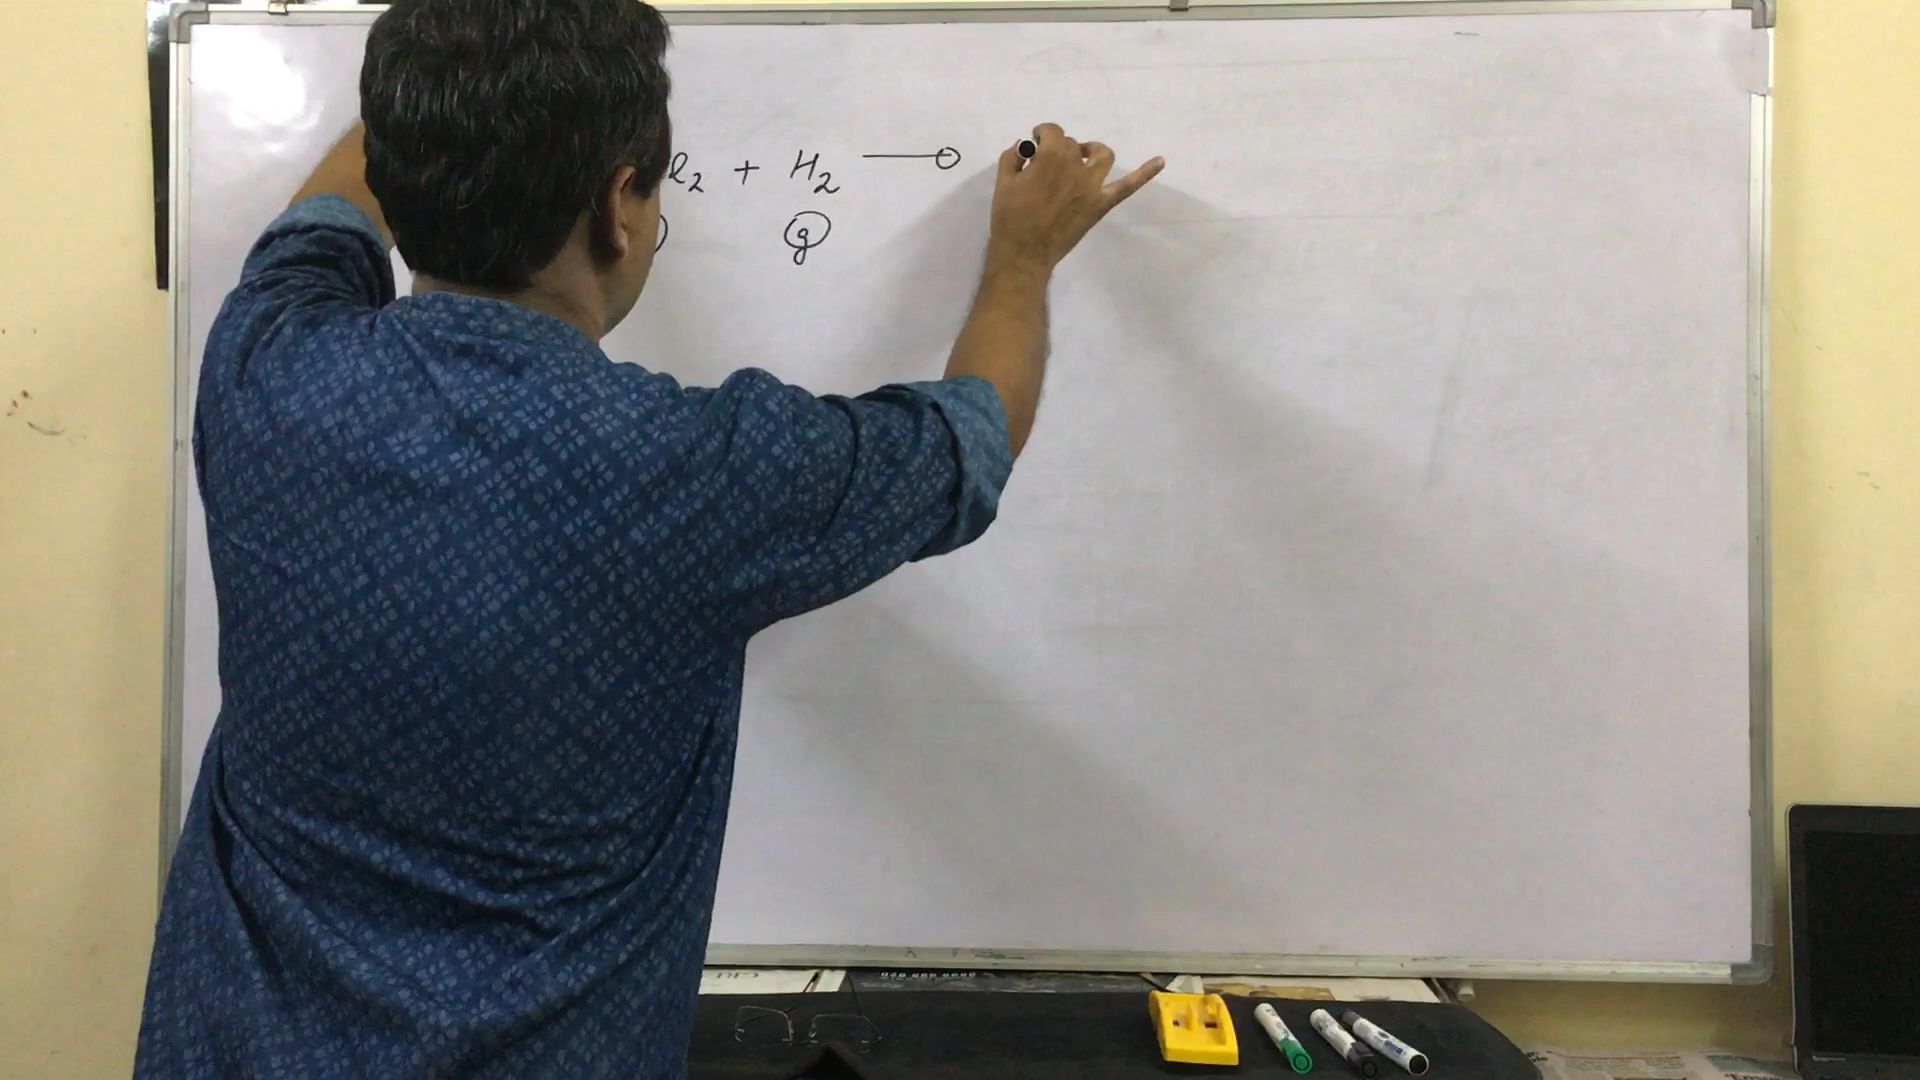 l₂ + H₂ →
g